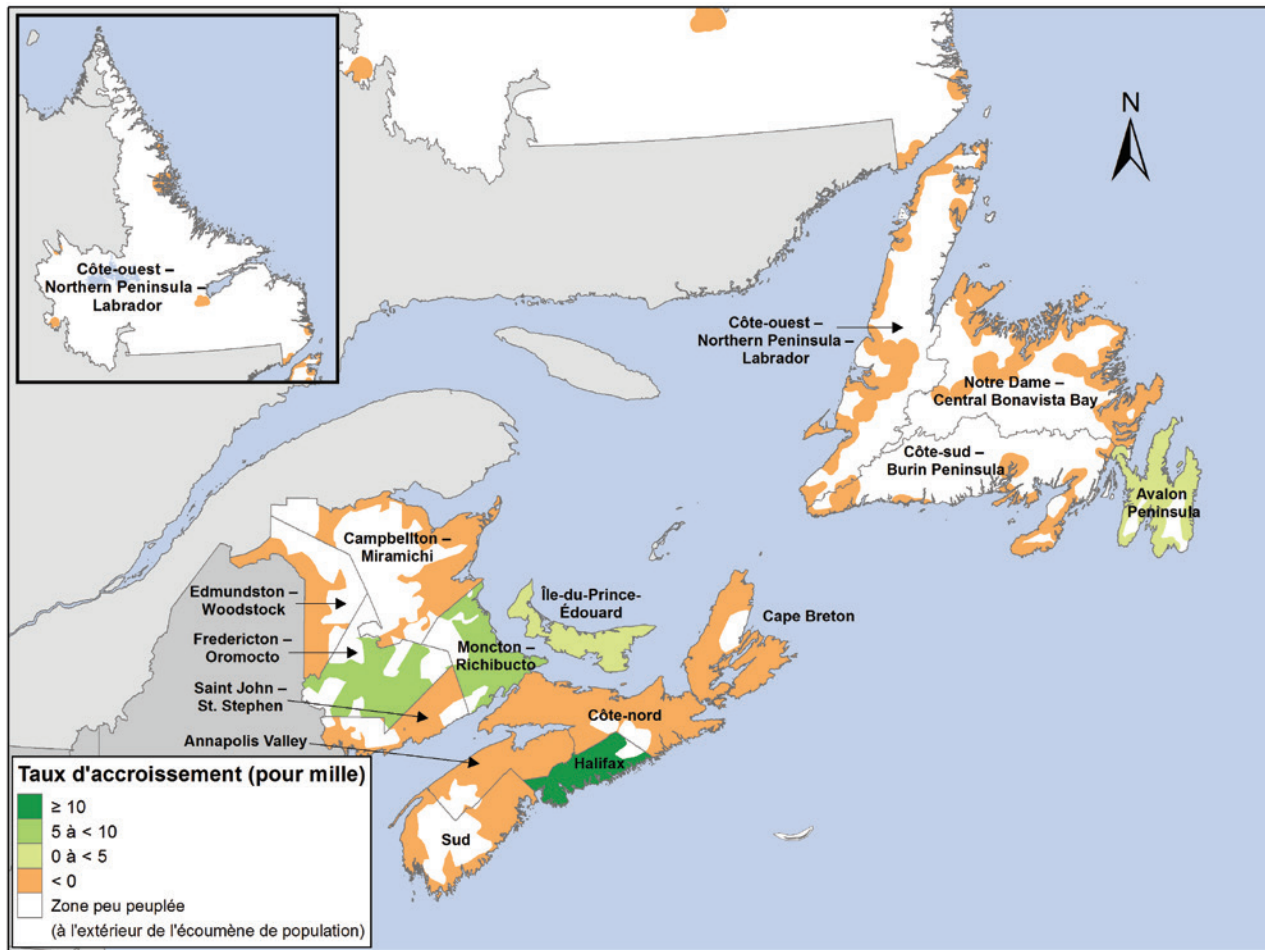 N
Côte-ouest –
Northern Peninsula –
Labrador
Côte-ouest –
Northern Peninsula –
Labrador
Notre Dame –
Central Bonavista Bay
Côte-sud –
Burin Peninsula
Avalon
Peninsula
Campbellton –
Miramichi
Edmundston –
Woodstock
Île-du-Prince-
Édouard
Cape Breton
Fredericton –
Oromocto
Moncton –
Richibucto
Saint John –
St. Stephen
Côte-nord
Annapolis Valley
Halifax
Sud
Taux d'accroissement (pour mille)
≥ 10
5 à < 10
0 à < 5
< 0
Zone peu peuplée
(à l'extérieur de l'écoumène de population)